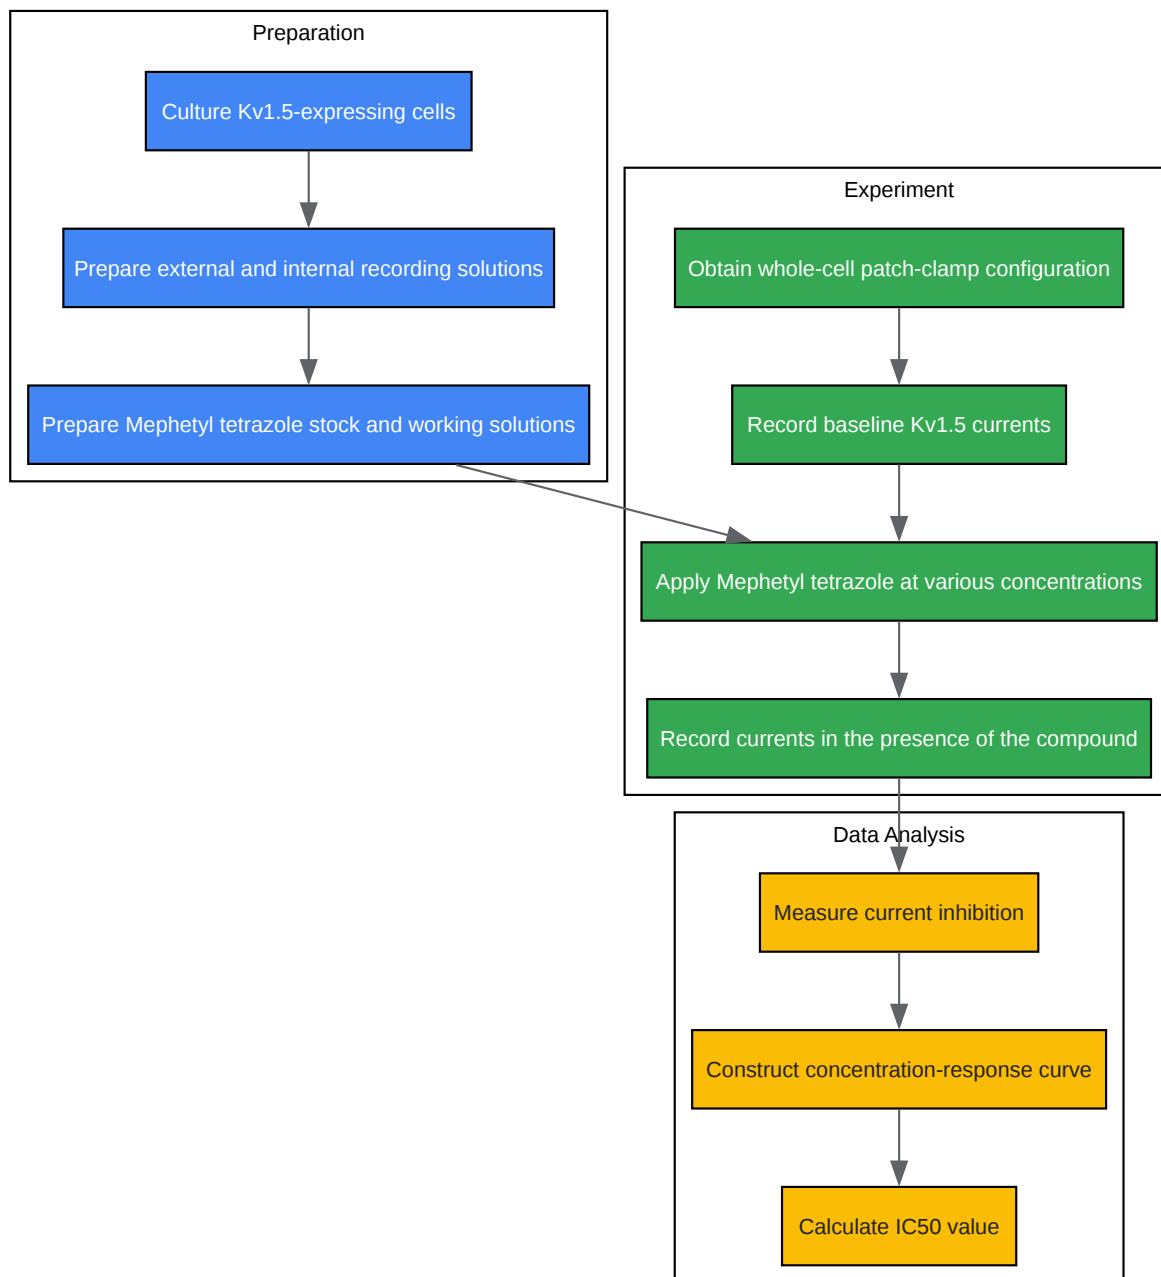 Preparation
Culture Kv1.5-expressing cells
Prepare external and internal recording solutions
Prepare Mephetyl tetrazole stock and working solutions
Experiment
Obtain whole-cell patch-clamp configuration
Record baseline Kv1.5 currents
Apply Mephetyl tetrazole at various concentrations
Record currents in the presence of the compound
Data Analysis
Measure current inhibition
Construct concentration-response curve
Calculate IC50 value